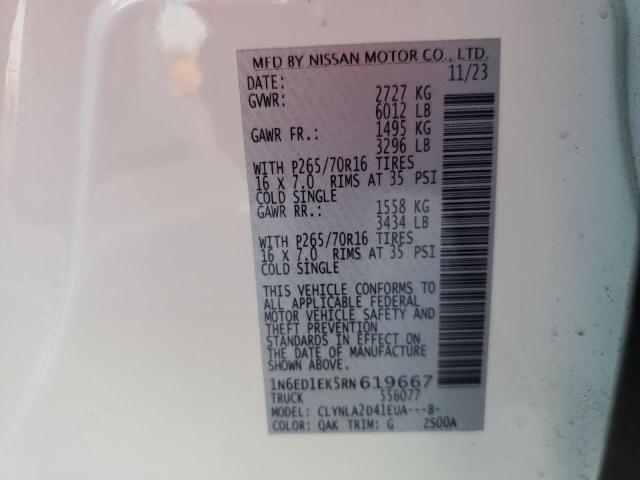 MFD BY NISSAN MOTOR CO., LTD.
DATE: 11/23
GVWR: 2727 KG
6012 LB
GAWR FR.: 1495 KG
3296 LB
WITH P265/70R16 TIRES
16 X 7.0 RIMS AT 35 PSI
COLD SINGLE
GAWR RR.: 1558 KG
3434 LB
WITH P265/70R16 TIRES
16 X 7.0 RIMS AT 35 PSI
COLD SINGLE
THIS VEHICLE CONFORMS TO
ALL APPLICABLE FEDERAL
MOTOR VEHICLE SAFETY AND
THEFT PREVENTION
STANDARDS IN EFFECT ON
THE DATE OF MANUFACTURE
SHOWN ABOVE.
1N6ED1EK5RN619667
TRUCK 556077
MODEL: CLYNLA2D41EUA---B-
COLOR: QAK TRIM: G ZS00A